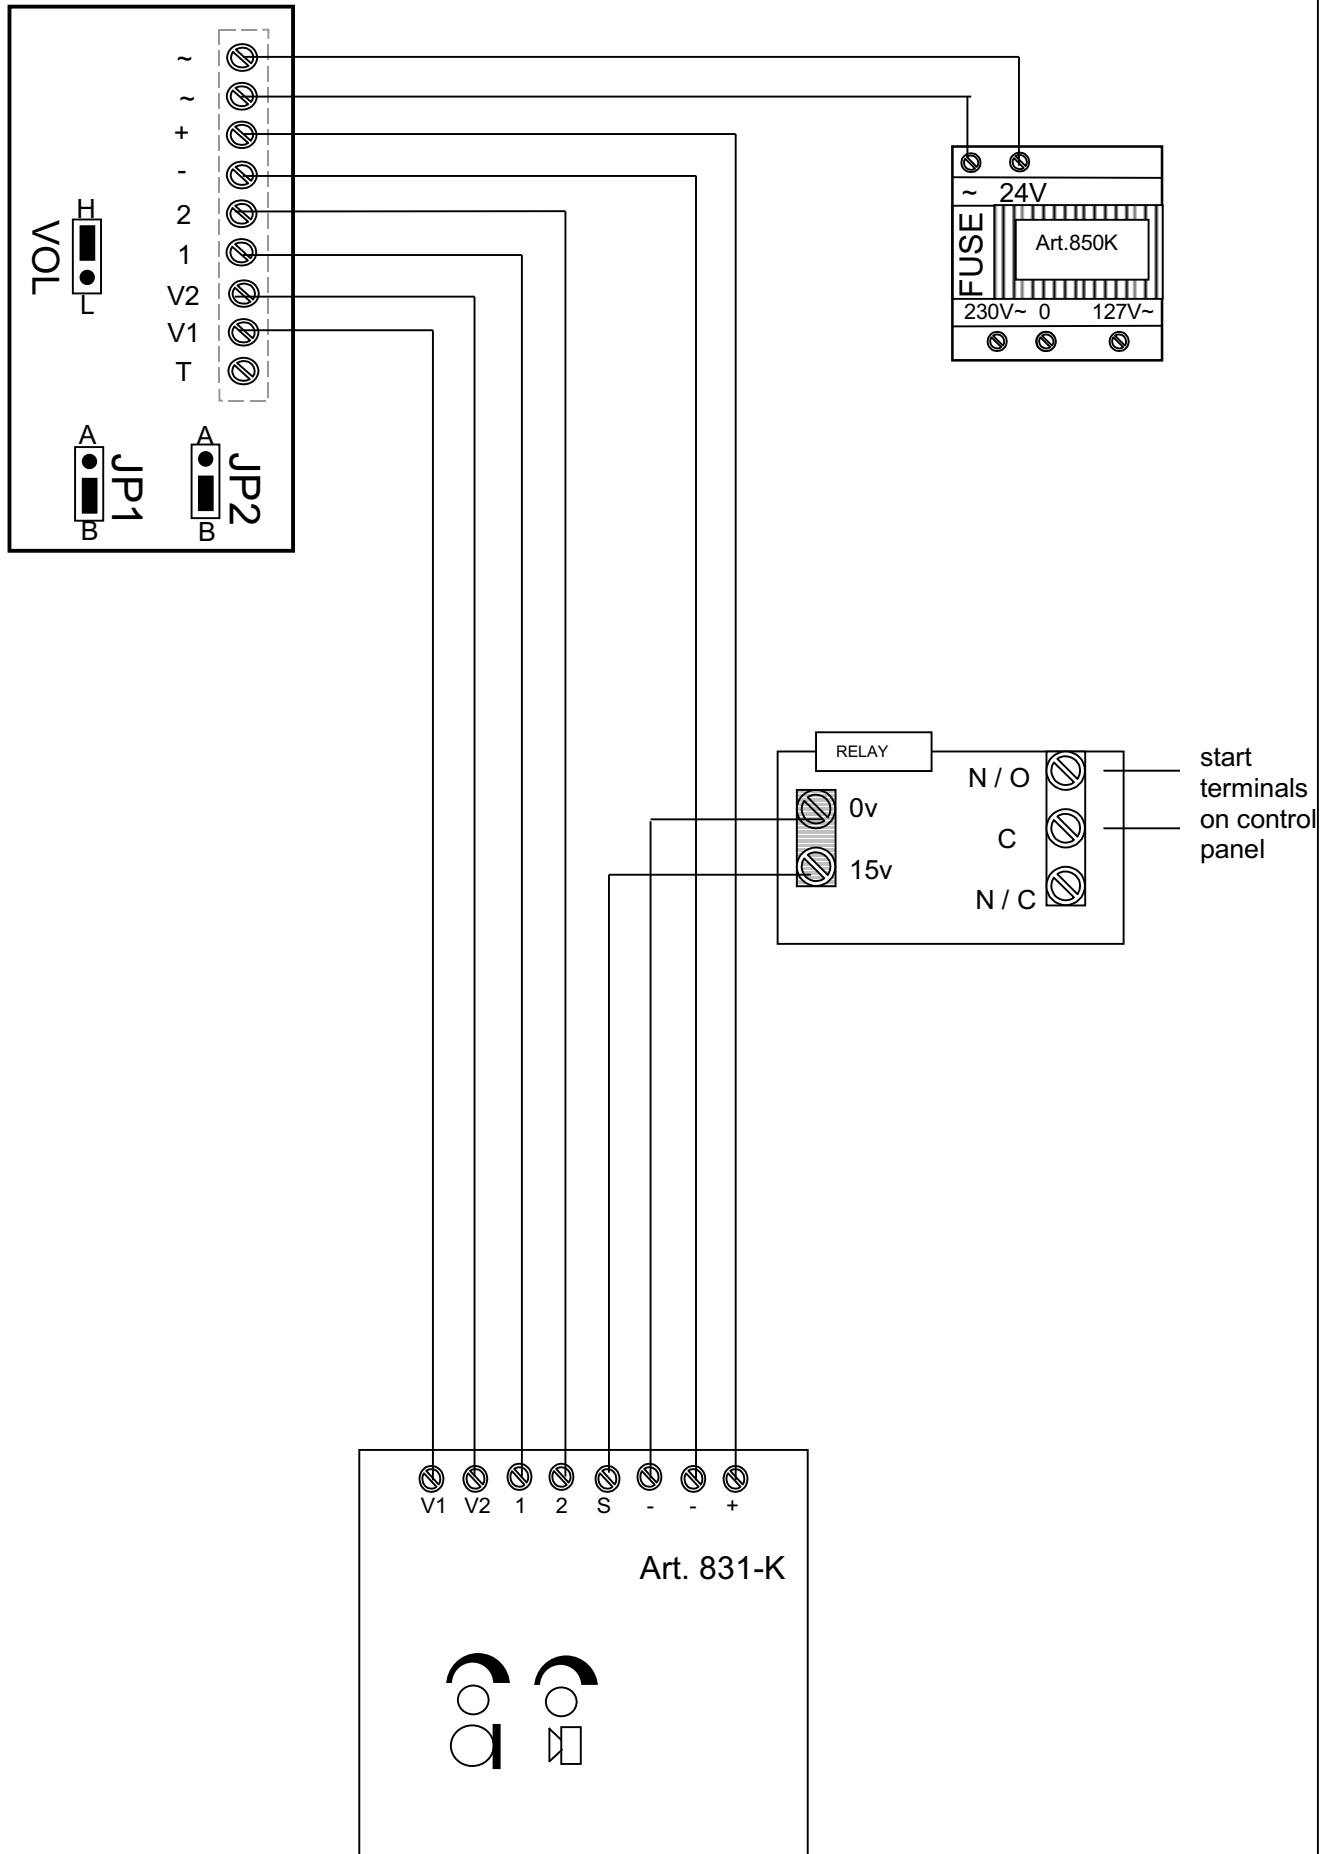 ~
~
+
-
2
1
V2
V1
T
H
VOL
L
A
JP1
B
A
JP2
B
~ 24V
FUSE
Art.850K
230V~ 0 127V~
RELAY
0v
15v
N / O
C
N / C
start
terminals
on control
panel
V1 V2 1 2 S - - +
Art. 831-K